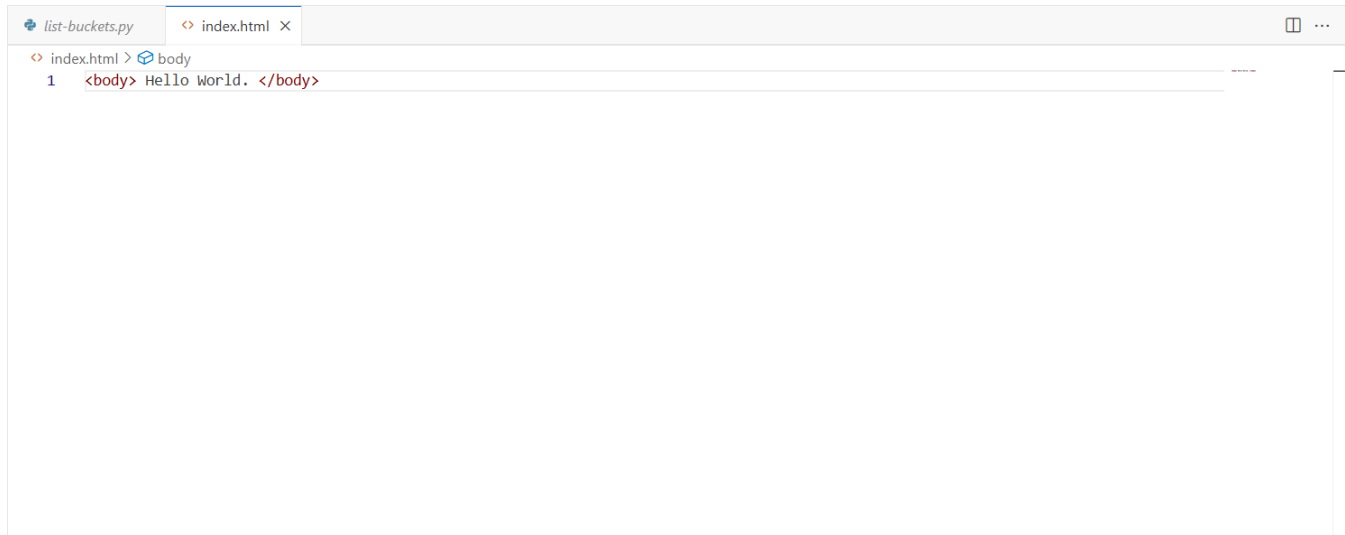 list-buckets.py
index.html
index.html > body
1 <body> Hello World. </body>